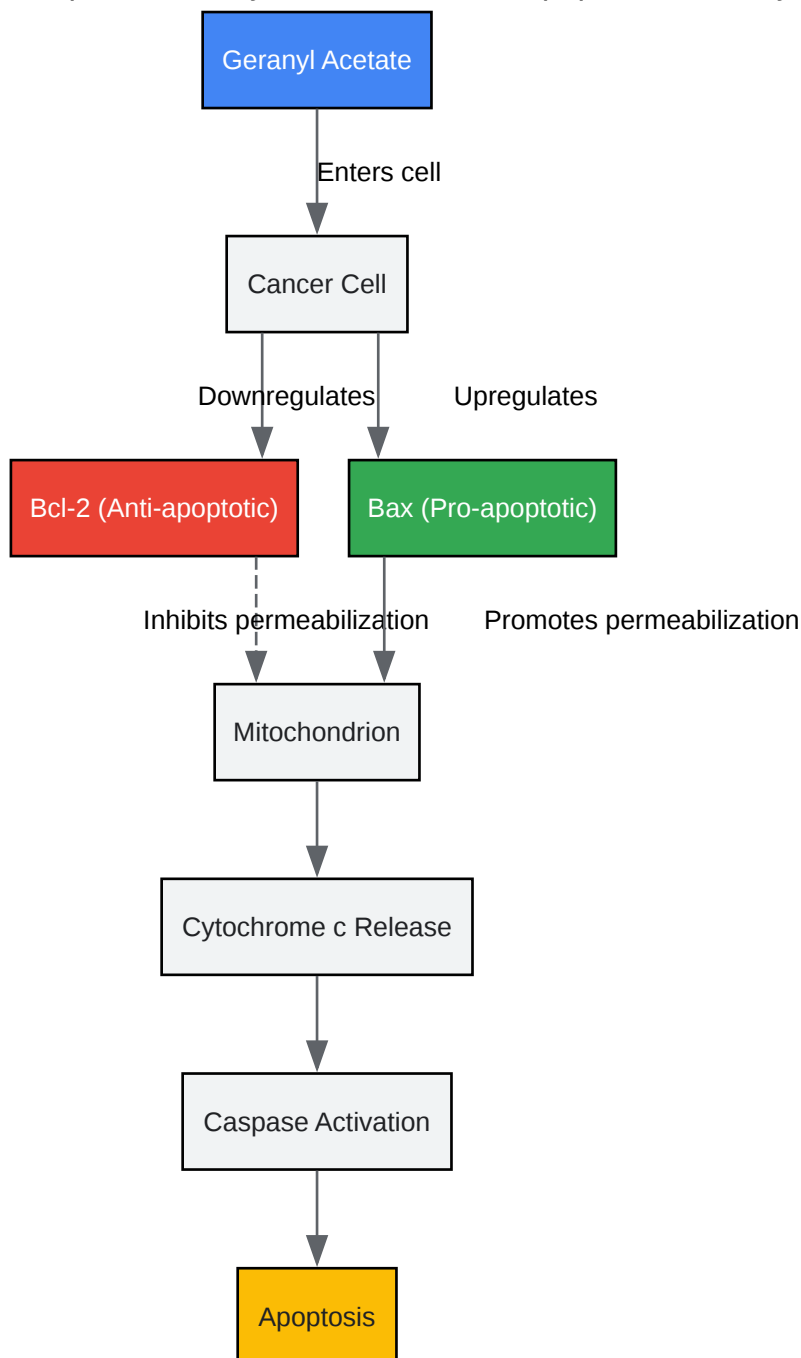 Geranyl Acetate
Enters cell
Cancer Cell
Downregulates
Upregulates
Bcl-2 (Anti-apoptotic)
Bax (Pro-apoptotic)
Inhibits permeabilization
Promotes permeabilization
Mitochondrion
Cytochrome c Release
Caspase Activation
Apoptosis